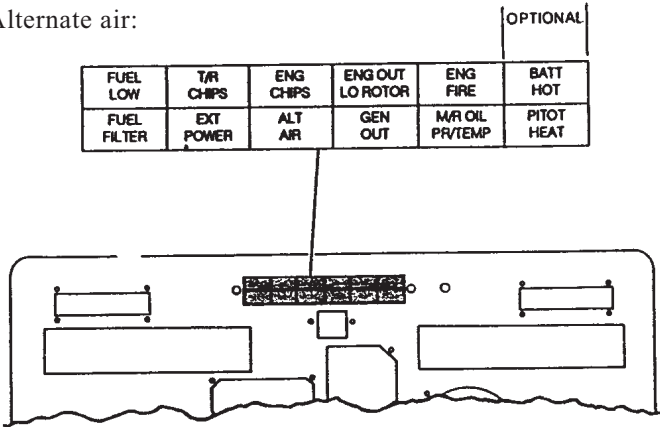 Alternate air:
OPTIONAL
FUEL LOW
T/R CHIPS
ENG CHIPS
ENG OUT LO ROTOR
ENG FIRE
BATT HOT
FUEL FILTER
EXT POWER
ALT AIR
GEN OUT
M/R OIL PR/TEMP
PITOT HEAT